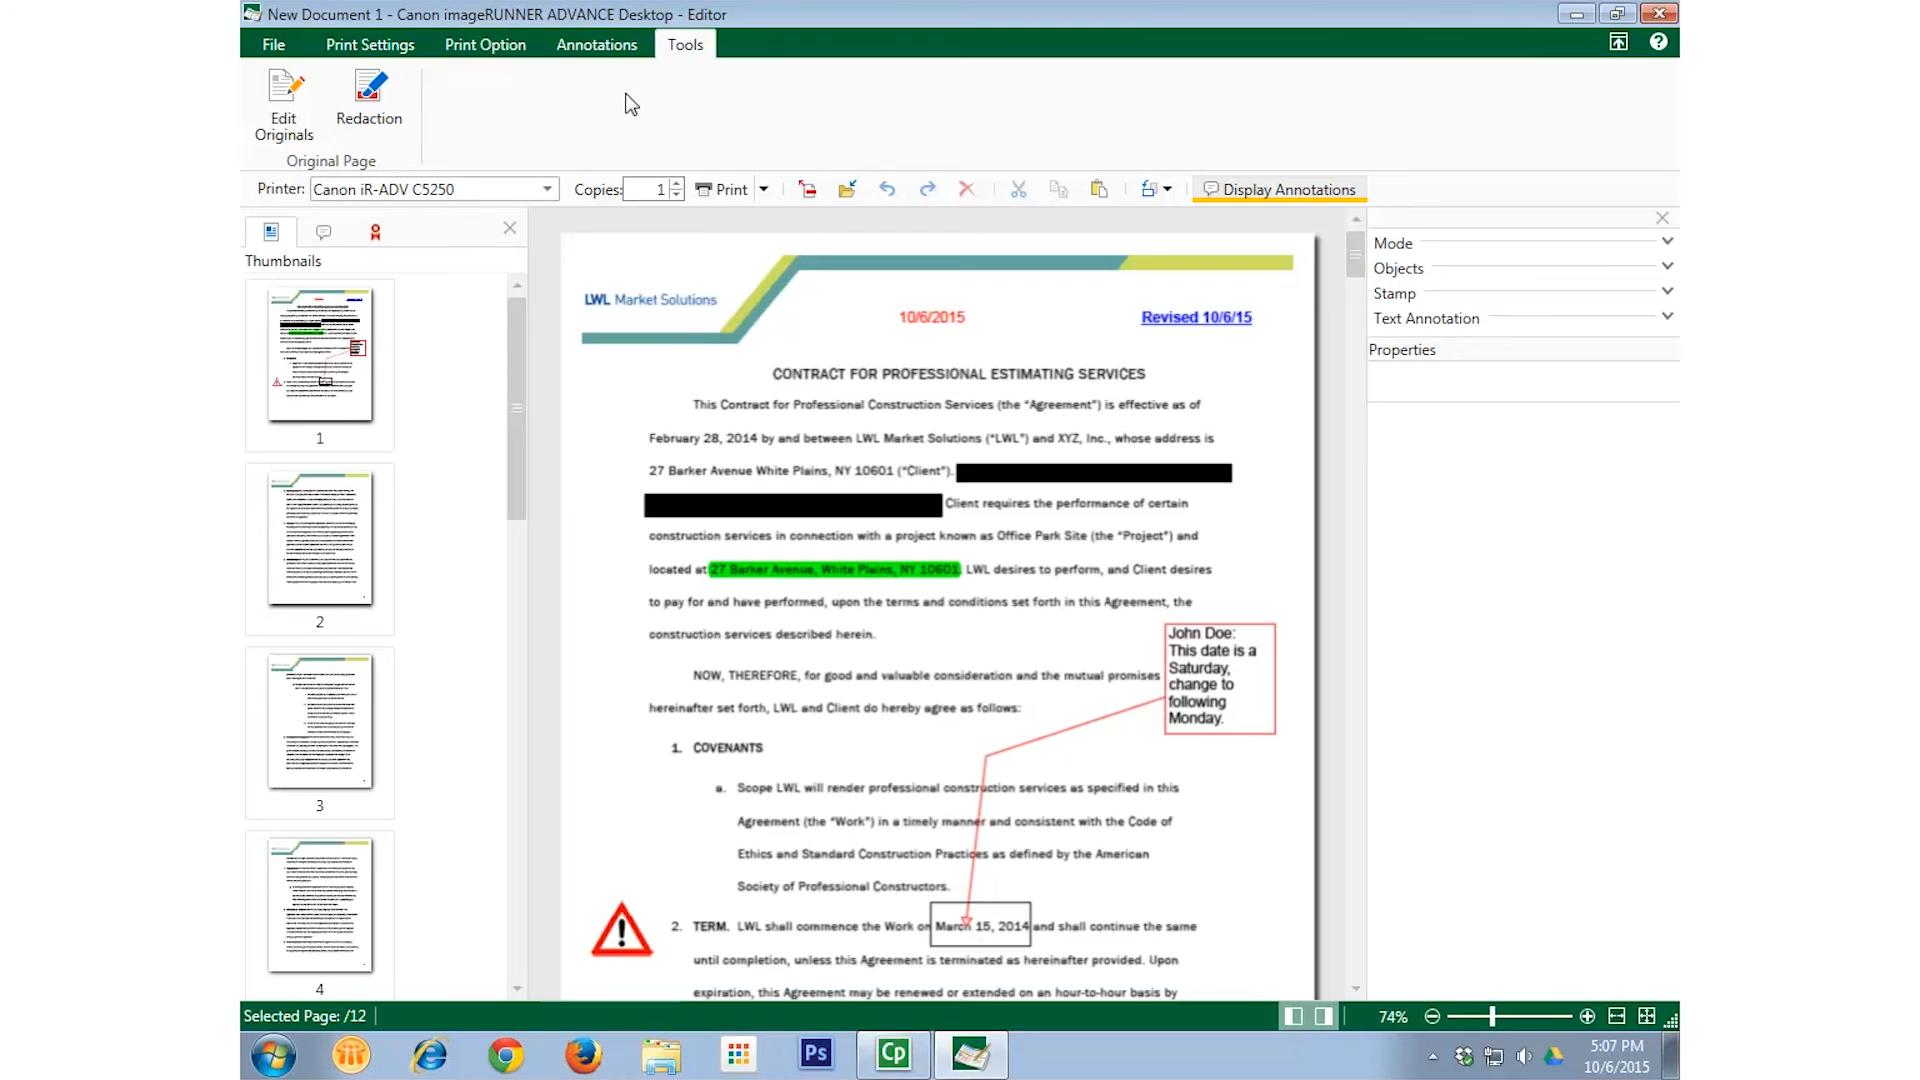 New Document 1 - Canon imageRUNNER ADVANCE Desktop - Editor
File Print Settings Print Option Annotations Tools
Edit Originals
Redaction
Original Page
Printer: Canon iR-ADV C5250 Copies: 1 Print Display Annotations
Thumbnails
1
2
3
4
LWL Market Solutions
10/6/2015
Revised 10/6/15
CONTRACT FOR PROFESSIONAL ESTIMATING SERVICES
This Contract for Professional Construction Services (the “Agreement”) is effective as of
February 28, 2014 by and between LWL Market Solutions (“LWL”) and XYZ, Inc., whose address is
27 Barker Avenue White Plains, NY 10601 (“Client”).
Client requires the performance of certain
construction services in connection with a project known as Office Park Site (the “Project”) and
located at 27 Barker Avenue, White Plains, NY 10601. LWL desires to perform, and Client desires
to pay for and have performed, upon the terms and conditions set forth in this Agreement, the
construction services described herein.
NOW, THEREFORE, for good and valuable consideration and the mutual promises
hereinafter set forth, LWL and Client do hereby agree as follows:
John Doe:
This date is a
Saturday,
change to
following
Monday.
1. COVENANTS
a. Scope LWL will render professional construction services as specified in this
Agreement (the “Work”) in a timely manner and consistent with the Code of
Ethics and Standard Construction Practices as defined by the American
Society of Professional Constructors.
2. TERM. LWL shall commence the Work on March 15, 2014 and shall continue the same
until completion, unless this Agreement is terminated as hereinafter provided. Upon
expiration, this Agreement may be renewed or extended on an hour-to-hour basis by
Mode
Objects
Stamp
Text Annotation
Properties
Selected Page: /12
74%
Ps
Cp
5:07 PM
10/6/2015